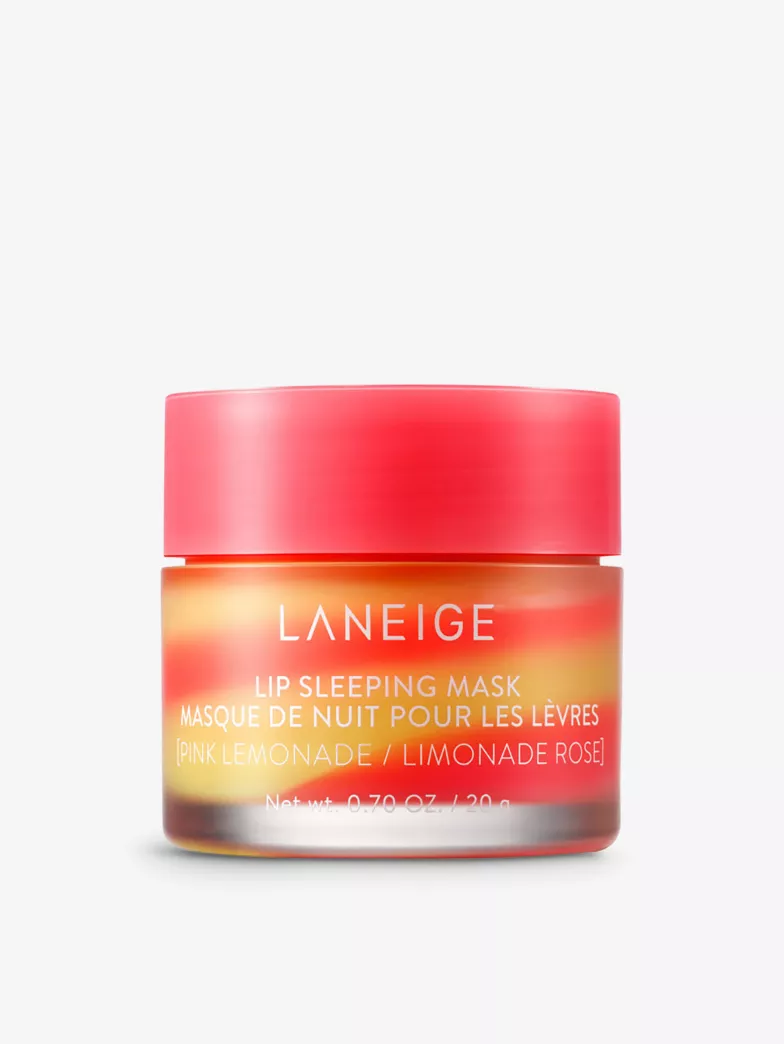 LANEIGE
LIP SLEEPING MASK
MASQUE DE NUIT POUR LES LÈVRES
[PINK LEMONADE / LIMONADE ROSE]
Net wt. 0.70 OZ. / 20 g